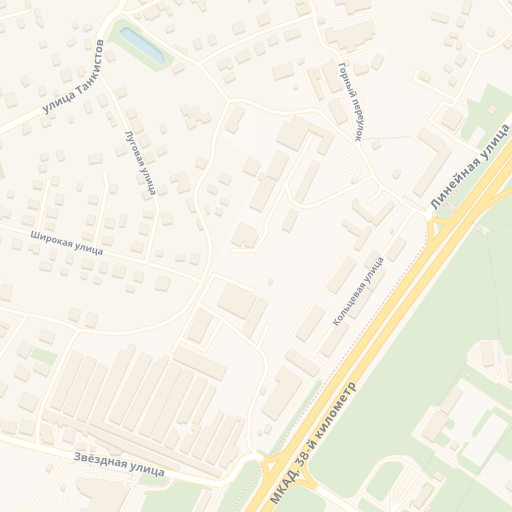 улица Танкистов
Горный переулок
Луговая улица
Линейная улица
Широкая улица
Кольцевая улица
МКАД, 38-й километр
Звёздная улица